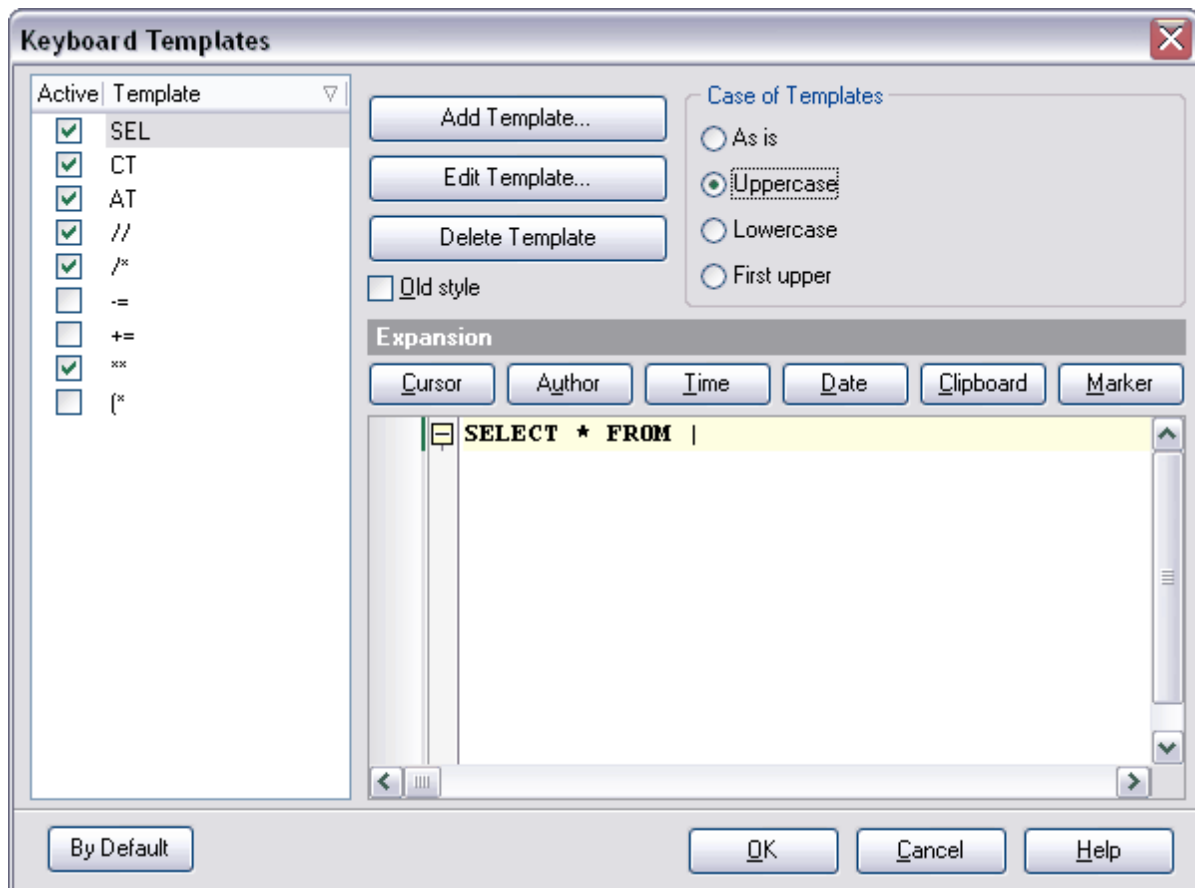 Keyboard Templates
Active Template
SEL
CT
AT
//
/*
-=
+=
**
(*
Add Template...
Edit Template...
Delete Template
Old style
Case of Templates
As is
Uppercase
Lowercase
First upper
Expansion
Cursor Author Time Date Clipboard Marker
SELECT * FROM |
By Default OK Cancel Help